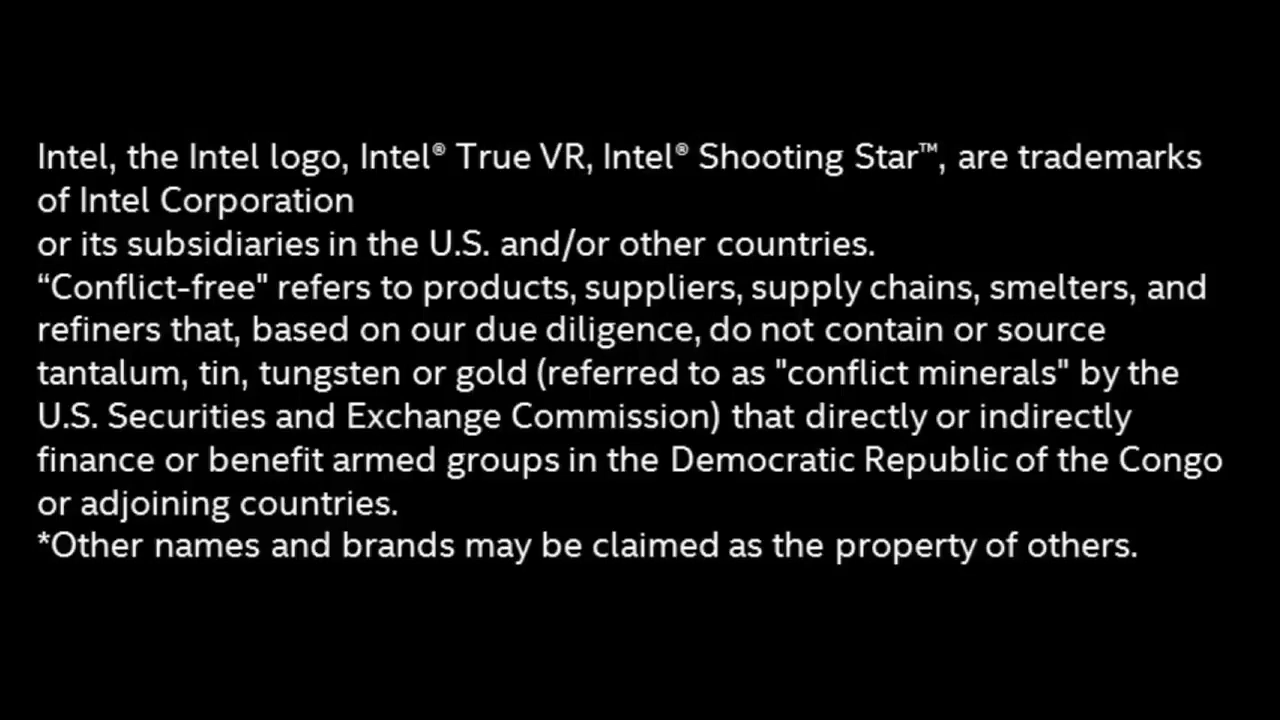 Intel, the Intel logo, Intel® True VR, Intel® Shooting Star™, are trademarks
of Intel Corporation
or its subsidiaries in the U.S. and/or other countries.
“Conflict-free" refers to products, suppliers, supply chains, smelters, and
refiners that, based on our due diligence, do not contain or source
tantalum, tin, tungsten or gold (referred to as "conflict minerals" by the
U.S. Securities and Exchange Commission) that directly or indirectly
finance or benefit armed groups in the Democratic Republic of the Congo
or adjoining countries.
*Other names and brands may be claimed as the property of others.